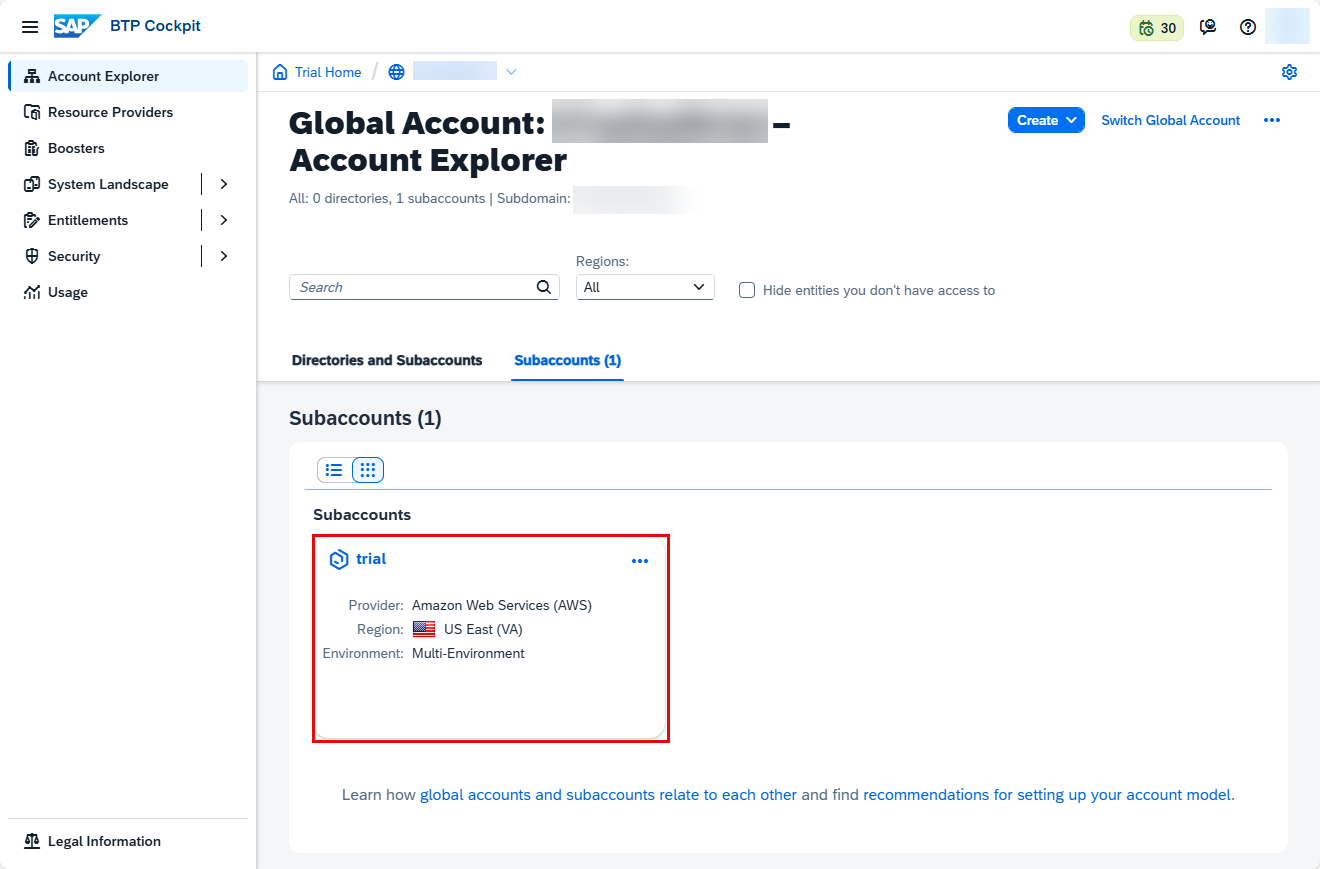 SAP BTP Cockpit
30
Account Explorer
Resource Providers
Boosters
System Landscape
Entitlements
Security
Usage
Legal Information
Trial Home /
Global Account: –
Account Explorer
Create
Switch Global Account
All: 0 directories, 1 subaccounts | Subdomain:
Regions:
Search
All
Hide entities you don't have access to
Directories and Subaccounts
Subaccounts (1)
Subaccounts (1)
Subaccounts
trial
Provider: Amazon Web Services (AWS)
Region: US East (VA)
Environment: Multi-Environment
Learn how global accounts and subaccounts relate to each other and find recommendations for setting up your account model.